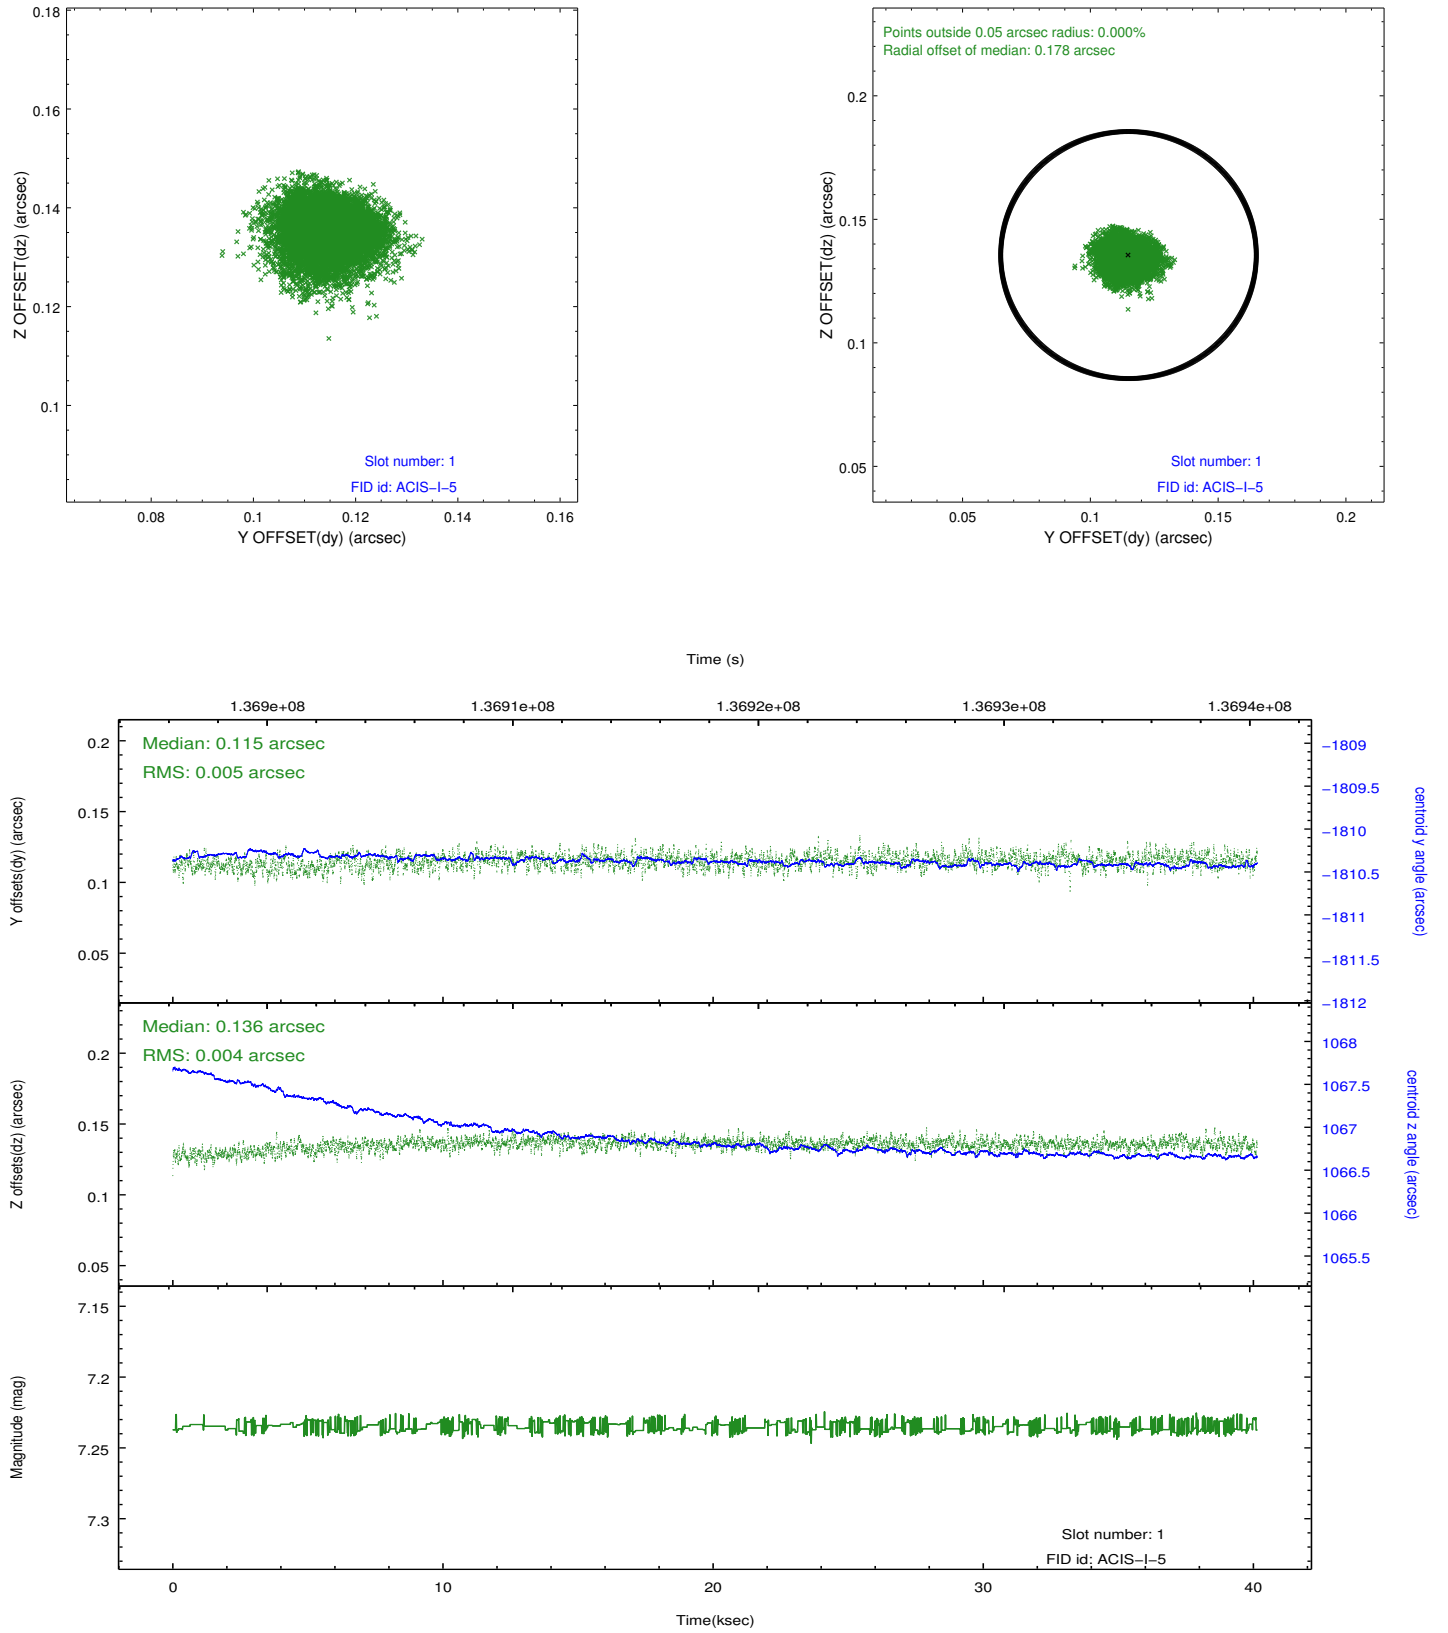 0.18
0.16
0.14
0.12
0.1
Z OFFSET(dz) (arcsec)
Slot number: 1
FID id: ACIS−I−5
0.08 0.1 0.12 0.14 0.16
Y OFFSET(dy) (arcsec)
Points outside 0.05 arcsec radius: 0.000%
Radial offset of median: 0.178 arcsec
0.2
0.15
0.1
0.05
Z OFFSET(dz) (arcsec)
Slot number: 1
FID id: ACIS−I−5
0.05 0.1 0.15 0.2
Y OFFSET(dy) (arcsec)
Time (s)
1.369e+08 1.3691e+08 1.3692e+08 1.3693e+08 1.3694e+08
Median: 0.115 arcsec
RMS: 0.005 arcsec
0.2
0.15
0.1
0.05
Y offsets(dy) (arcsec)
−1809
−1809.5
−1810
−1810.5
−1811
−1811.5
−1812
centroid y angle (arcsec)
Median: 0.136 arcsec
RMS: 0.004 arcsec
0.2
0.15
0.1
0.05
Z offsets(dz) (arcsec)
1068
1067.5
1067
1066.5
1066
1065.5
centroid z angle (arcsec)
7.15
7.2
7.25
7.3
Magnitude (mag)
Slot number: 1
FID id: ACIS−I−5
0 10 20 30 40
Time(ksec)